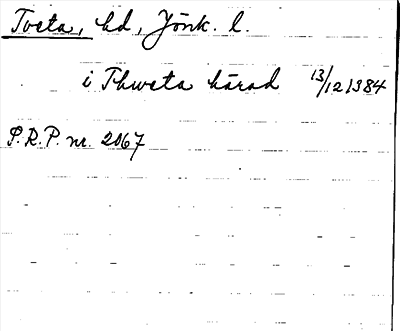 Tveta, hd, Jönk. l.
i Thweta härad 13/12 1384
P.R.P. nr. 2067